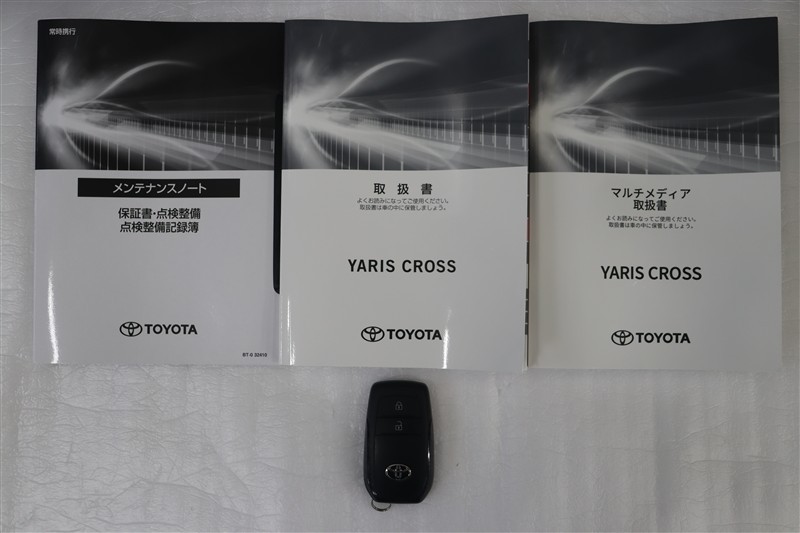 常時携行
メンテナンスノート
保証書・点検整備
点検整備記録簿
TOYOTA
取扱書
よくお読みになってご使用ください。
取扱書は車の中に保管しましょう。
YARIS CROSS
TOYOTA
マルチメディア
取扱書
よくお読みになってご使用ください。
取扱書は車の中に保管しましょう。
YARIS CROSS
TOYOTA